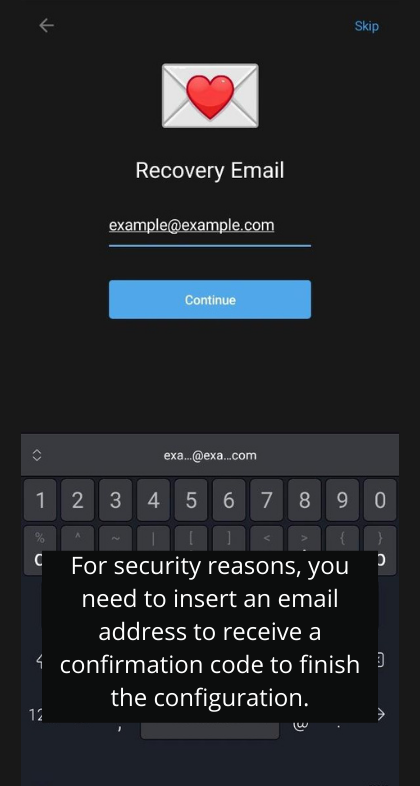 Skip
Recovery Email
example@example.com
Continue
exa...@exa...com
1 2 3 4 5 6 7 8 9 0
% ^ ~ | [ ] < > { }
For security reasons, you
need to insert an email
address to receive a
confirmation code to finish
the configuration.
12
, @ .